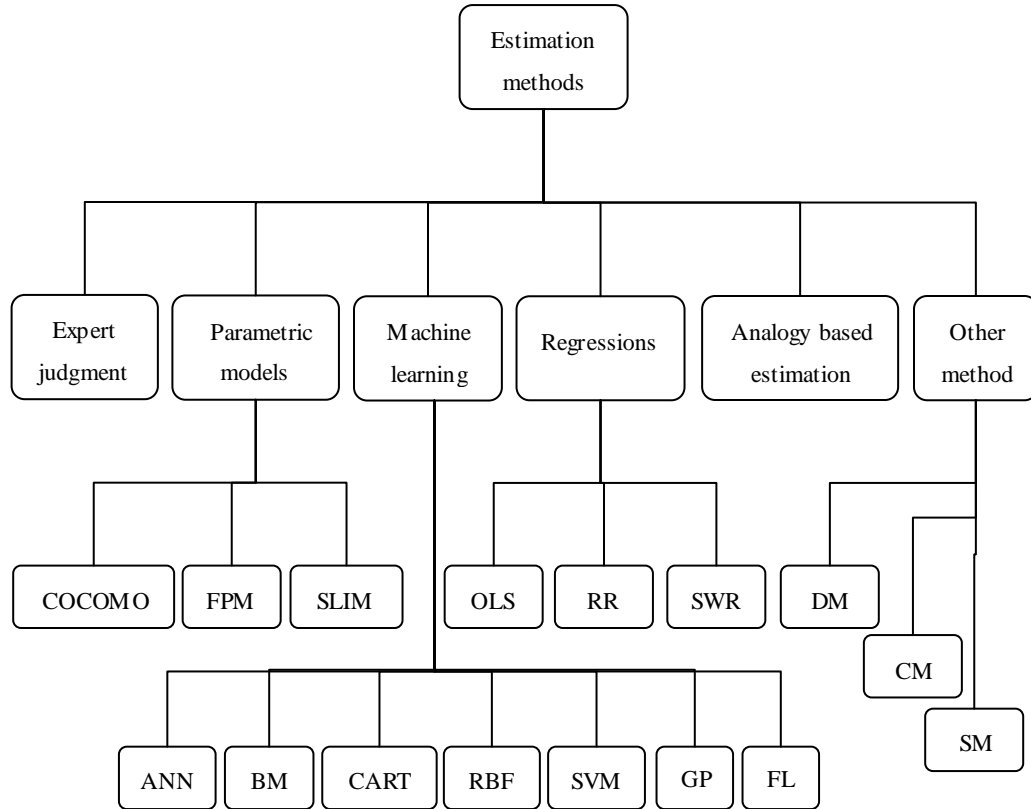 Estimation
methods
Expert
judgment
Parametric
models
Machine
learning
Regressions
Analogy based
estimation
Other
method
COCOMO
FPM
SLIM
OLS
RR
SWR
DM
CM
SM
ANN
BM
CART
RBF
SVM
GP
FL